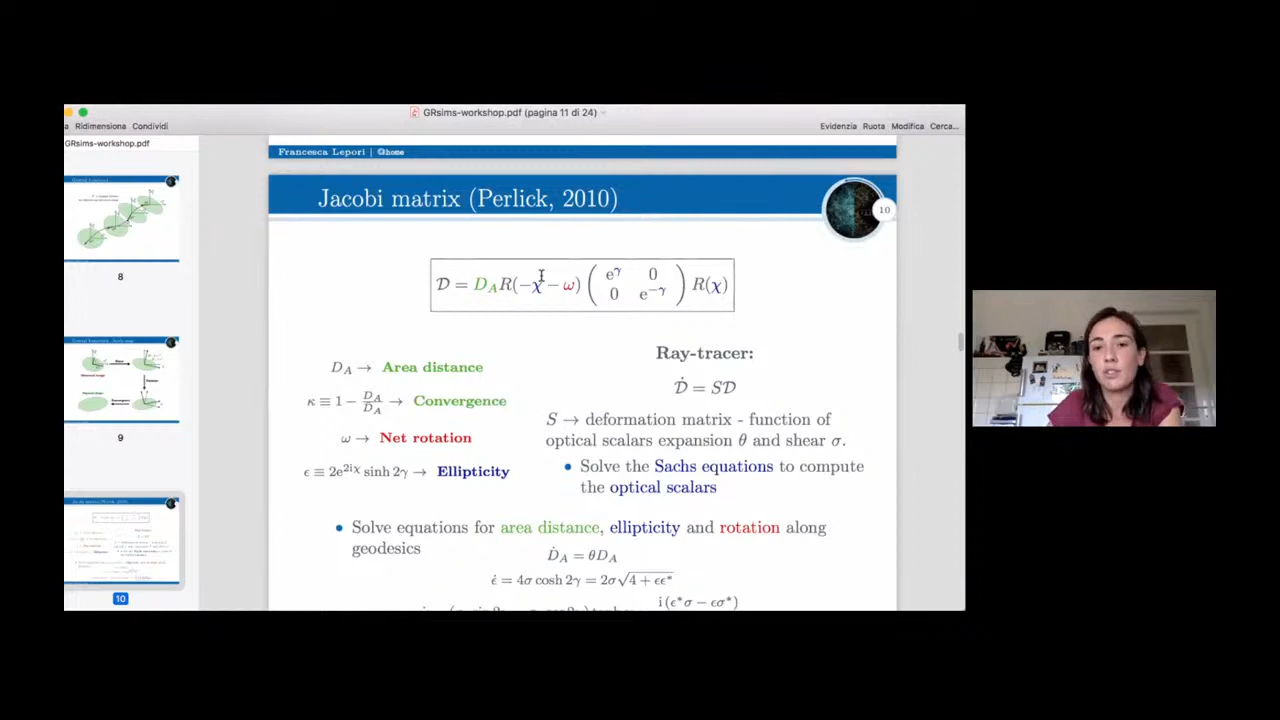 GRsims-workshop.pdf (pagina 11 di 24)
Ridimensiona Condividi
Evidenzia Ruota Modifica Cerca...
GRsims-workshop.pdf
8
9
10
Francesca Lepori | @home
Jacobi matrix (Perlick, 2010)
10
𝒟 = D_A R(−χ − ω) ( e^γ 0 ; 0 e^−γ ) R(χ)
D_A → Area distance
κ ≡ 1 − D_A/D̄_A → Convergence
ω → Net rotation
ϵ ≡ 2e^{2iχ} sinh 2γ → Ellipticity
Ray-tracer:
𝒟̇ = S𝒟
S → deformation matrix - function of
optical scalars expansion θ and shear σ.
• Solve the Sachs equations to compute
the optical scalars
• Solve equations for area distance, ellipticity and rotation along
geodesics
Ḋ_A = θD_A
ϵ̇ = 4σ cosh 2γ = 2σ√(4 + ϵϵ*)
i (ϵ*σ − ϵσ*)